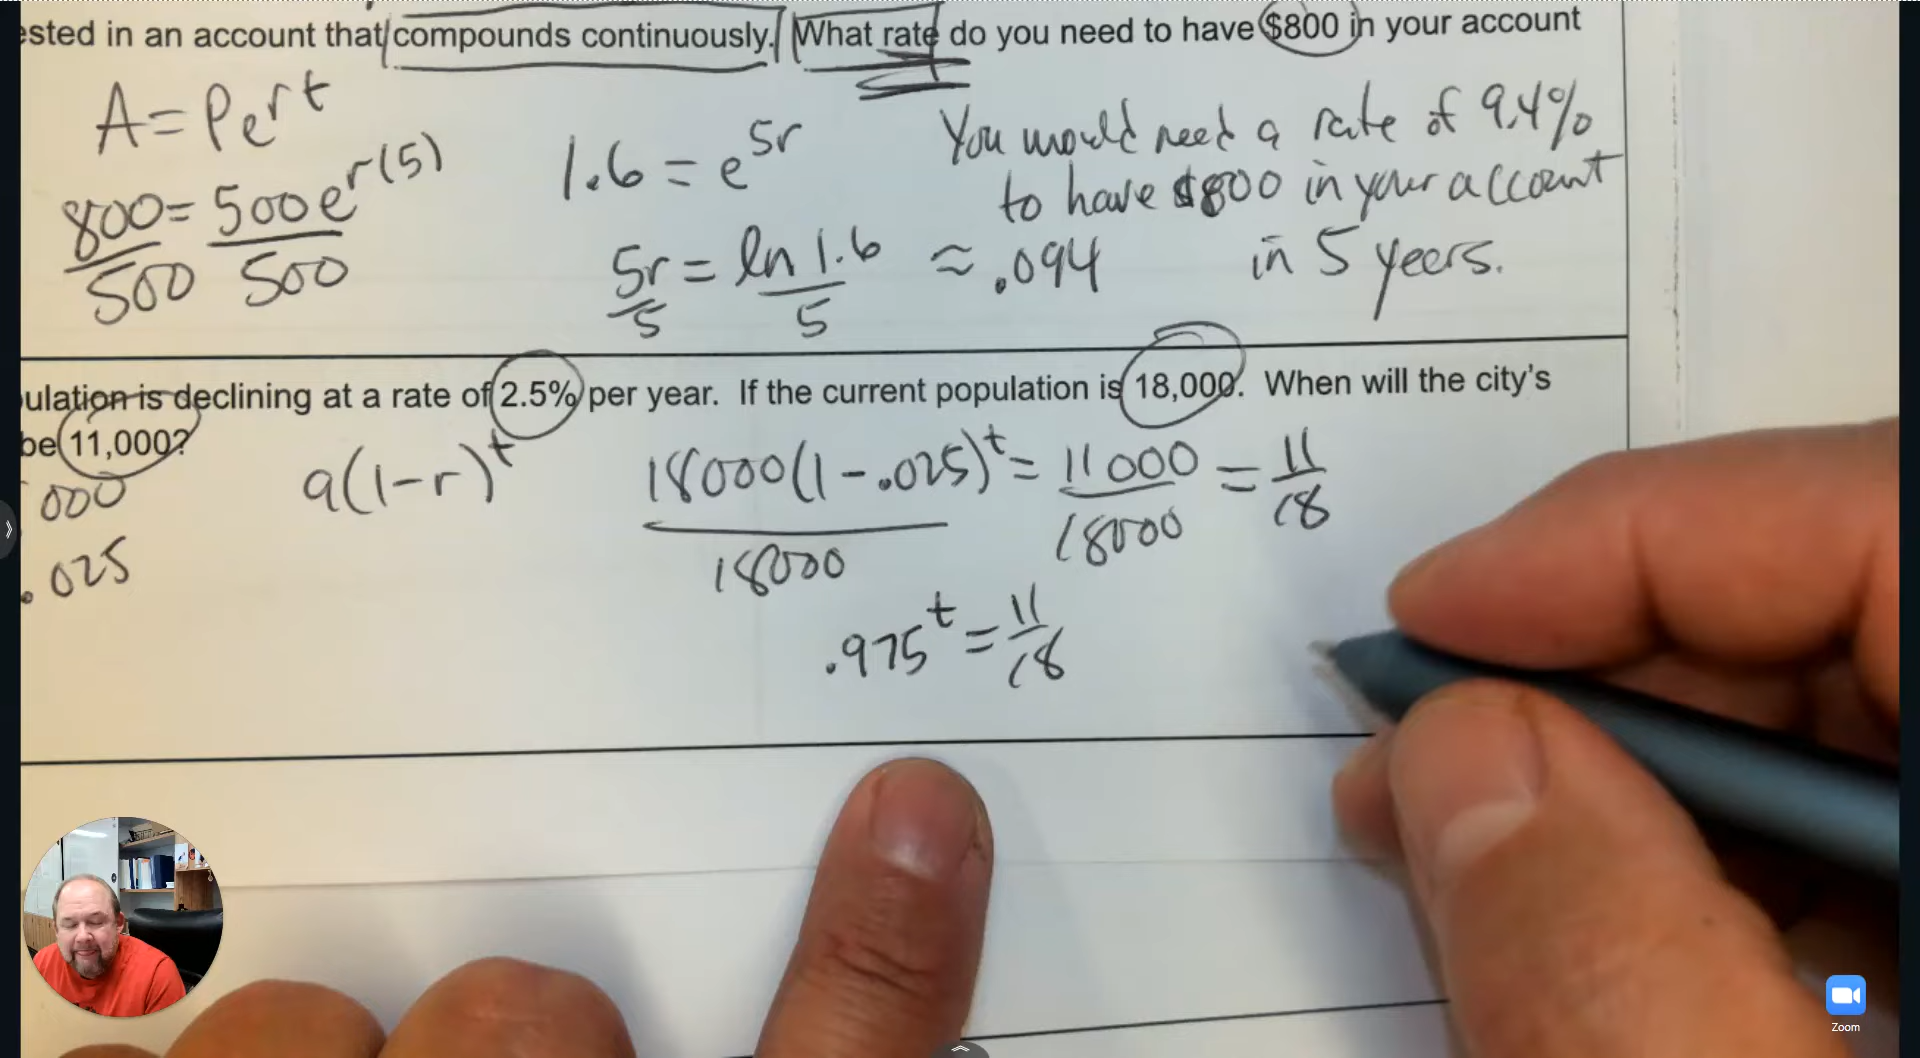 ested in an account that compounds continuously. What rate do you need to have $800 in your account
A = Pe^rt
800 = 500e^r(5)
500 500
1.6 = e^5r
5r = ln 1.6 ≈ .094
5 5
You would need a rate of 9.4%
to have $800 in your account
in 5 yeers.
ulation is declining at a rate of 2.5% per year. If the current population is 18,000. When will the city's
be 11,000?
000
.025
a(1-r)^t
18000(1-.025)^t = 11000 = 11
18000 18000 18
.975^t = 11
18
Zoom